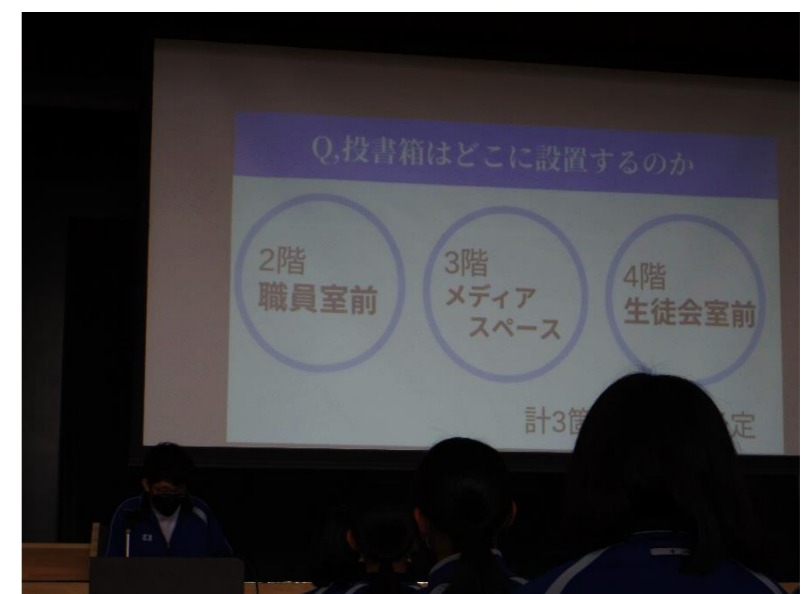 Q,投書箱はどこに設置するのか
2階
職員室前
3階
メディア
スペース
4階
生徒会室前
計3箇 定